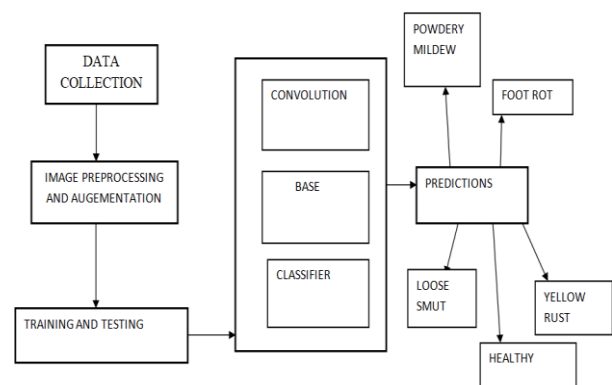 DATA
COLLECTION
IMAGE PREPROCESSING
AND AUGEMENTATION
TRAINING AND TESTING
CONVOLUTION
BASE
CLASSIFIER
PREDICTIONS
POWDERY
MILDEW
FOOT ROT
LOOSE
SMUT
YELLOW
RUST
HEALTHY